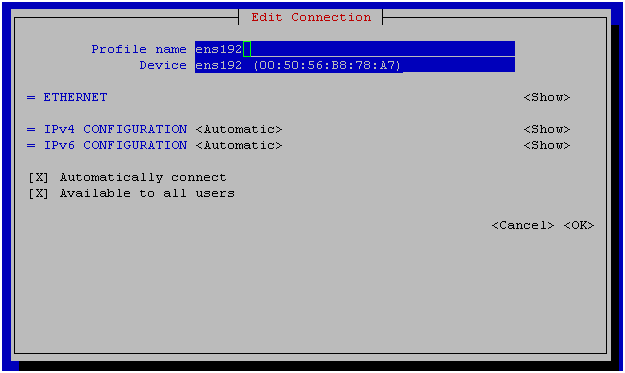 Edit Connection
Profile name ens192
Device ens192 (00:50:56:B8:78:A7)
= ETHERNET <Show>
= IPv4 CONFIGURATION <Automatic> <Show>
= IPv6 CONFIGURATION <Automatic> <Show>
[X] Automatically connect
[X] Available to all users
<Cancel> <OK>